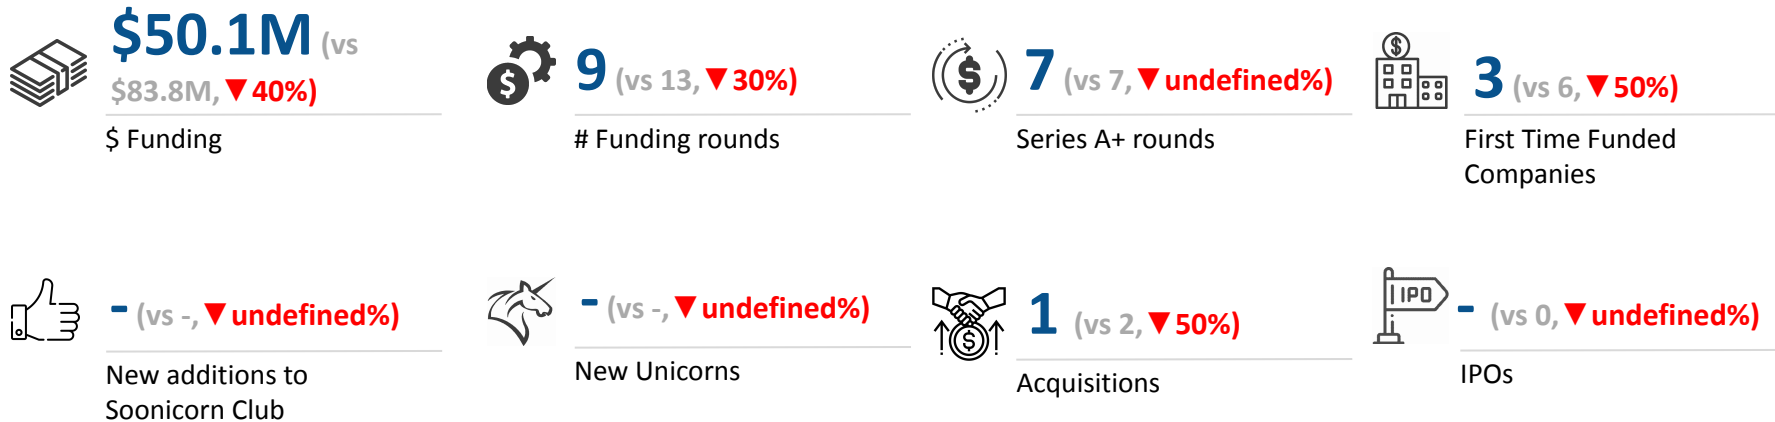 $50.1M (vs
$83.8M, ▼40%)
$ Funding
9 (vs 13, ▼30%)
# Funding rounds
7 (vs 7, ▼undefined%)
Series A+ rounds
3 (vs 6, ▼50%)
First Time Funded
Companies
- (vs -, ▼undefined%)
New additions to
Soonicorn Club
- (vs -, ▼undefined%)
New Unicorns
1 (vs 2, ▼50%)
Acquisitions
IPO
- (vs 0, ▼undefined%)
IPOs